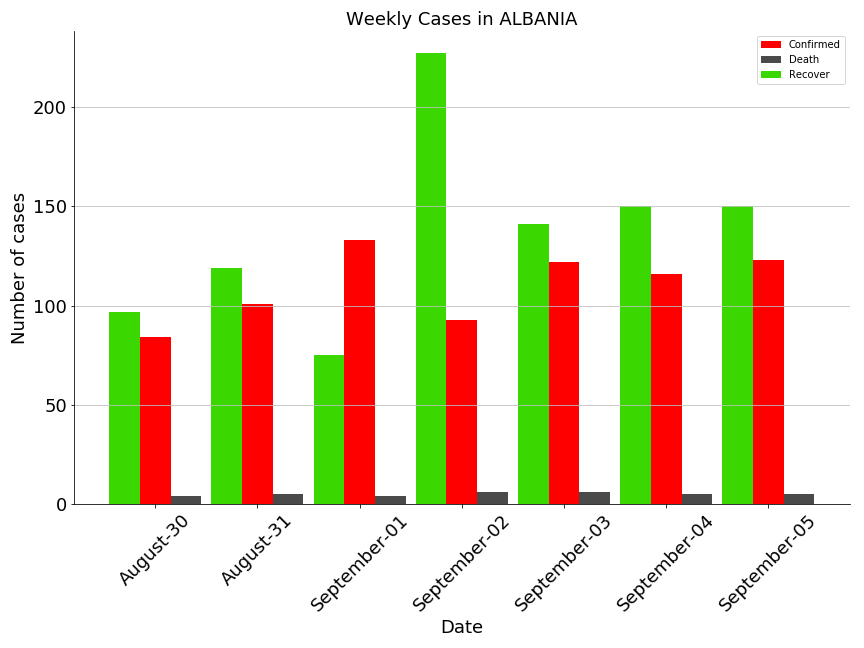 Weekly Cases in ALBANIA
Confirmed
Death
Recover
Number of cases
200
150
100
50
0
August-30
August-31
September-01
September-02
September-03
September-04
September-05
Date